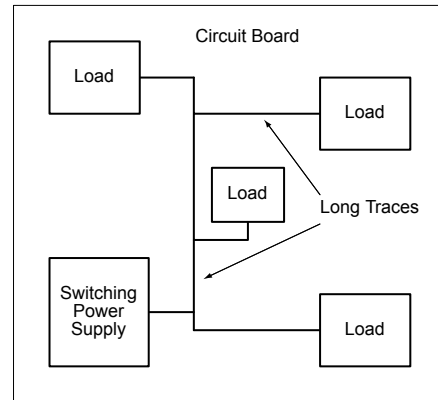 Circuit Board
Load
Load
Load
Long Traces
Switching
Power
Supply
Load